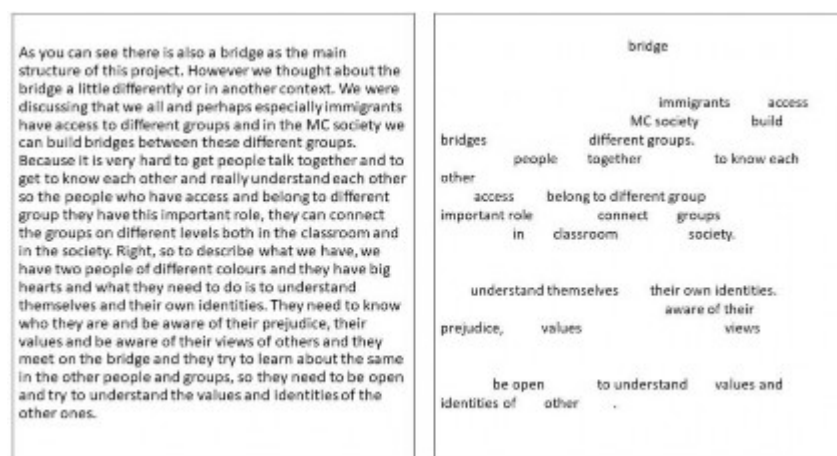 As you can see there is also a bridge as the main
structure of this project. However we thought about the
bridge a little differently or in another context. We were
discussing that we all and perhaps especially immigrants
have access to different groups and in the MC society we
can build bridges between these different groups.
Because it is very hard to get people talk together and to
get to know each other and really understand each other
so the people who have access and belong to different
group they have this important role, they can connect
the groups on different levels both in the classroom and
in the society. Right, so to describe what we have, we
have two people of different colours and they have big
hearts and what they need to do is to understand
themselves and their own identities. They need to know
who they are and be aware of their prejudice, their
values and be aware of their views of others and they
meet on the bridge and they try to learn about the same
in the other people and groups, so they need to be open
and try to understand the values and identities of the
other ones.
bridge
immigrants access
MC society build
bridges different groups.
people together to know each
other
access belong to different group
important role connect groups
in classroom society.
understand themselves their own identities.
aware of their
prejudice, values views
be open to understand values and
identities of other .